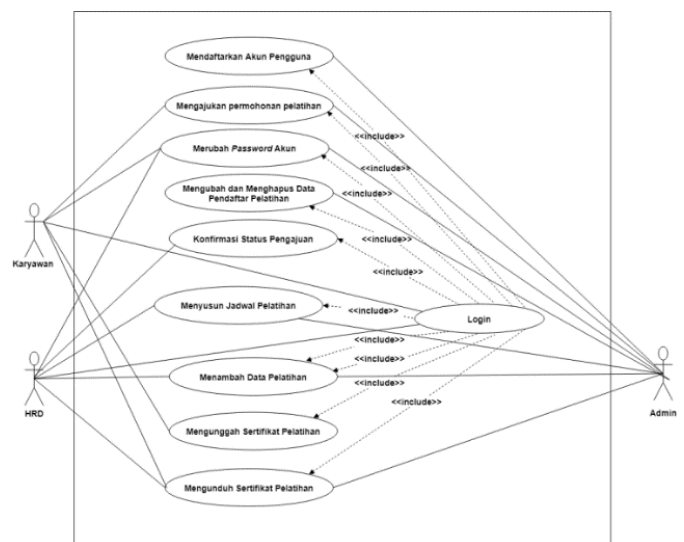 Mendaftarkan Akun Pengguna
Mengajukan permohonan pelatihan
<<include>>
Merubah Password Akun
<<include>>
Mengubah dan Menghapus Data
Pendaftar Pelatihan
<<include>>
Konfirmasi Status Pengajuan
<<include>>
Karyawan
<<include>>
Menyusun Jadwal Pelatihan
<<include>>
Login
<<include>>
<<include>>
Menambah Data Pelatihan
<<include>>
HRD
Admin
<<include>>
Mengunggah Sertifikat Pelatihan
Mengunduh Sertifikat Pelatihan